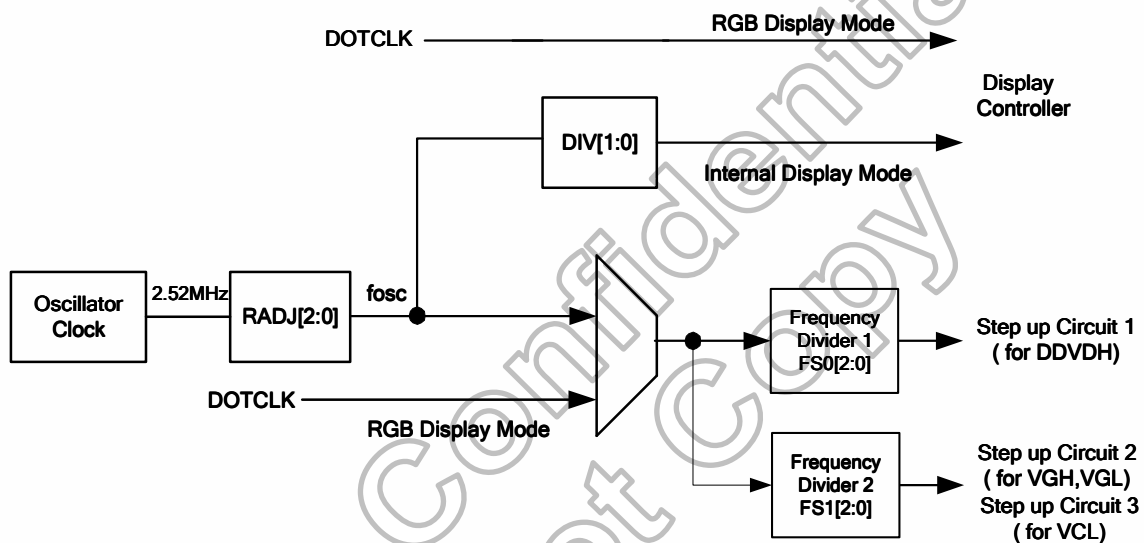 RGB Display Mode
DOTCLK
Display
Controller
DIV[1:0]
Internal Display Mode
Oscillator
Clock
2.52MHz
RADJ[2:0]
fosc
Frequency
Divider 1
FS0[2:0]
Step up Circuit 1
( for DDVDH)
DOTCLK
RGB Display Mode
Frequency
Divider 2
FS1[2:0]
Step up Circuit 2
( for VGH,VGL)
Step up Circuit 3
( for VCL)
Confidential
Copy